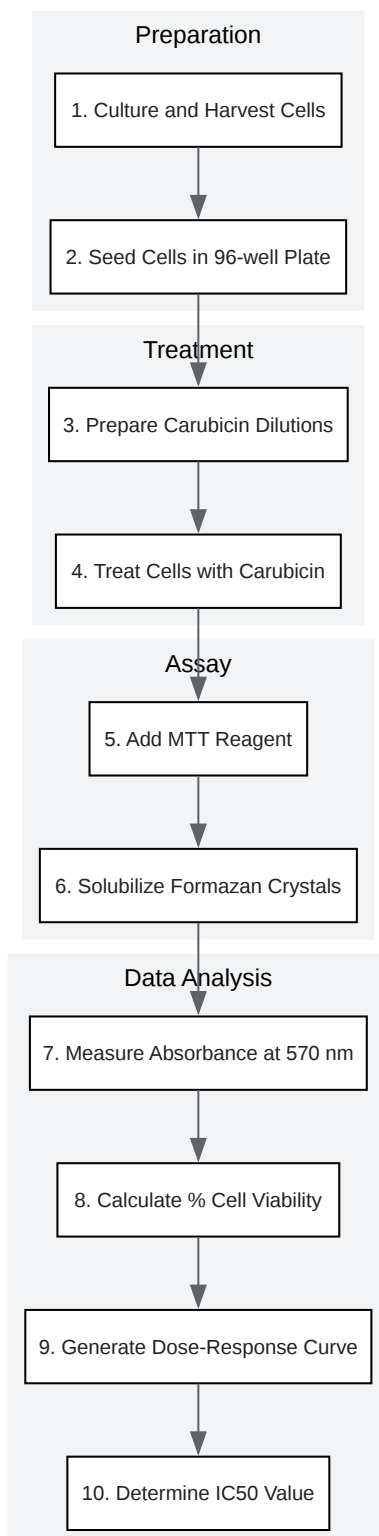 Preparation
1. Culture and Harvest Cells
2. Seed Cells in 96-well Plate
Treatment
3. Prepare Carubicin Dilutions
4. Treat Cells with Carubicin
Assay
5. Add MTT Reagent
6. Solubilize Formazan Crystals
Data Analysis
7. Measure Absorbance at 570 nm
8. Calculate % Cell Viability
9. Generate Dose-Response Curve
10. Determine IC50 Value